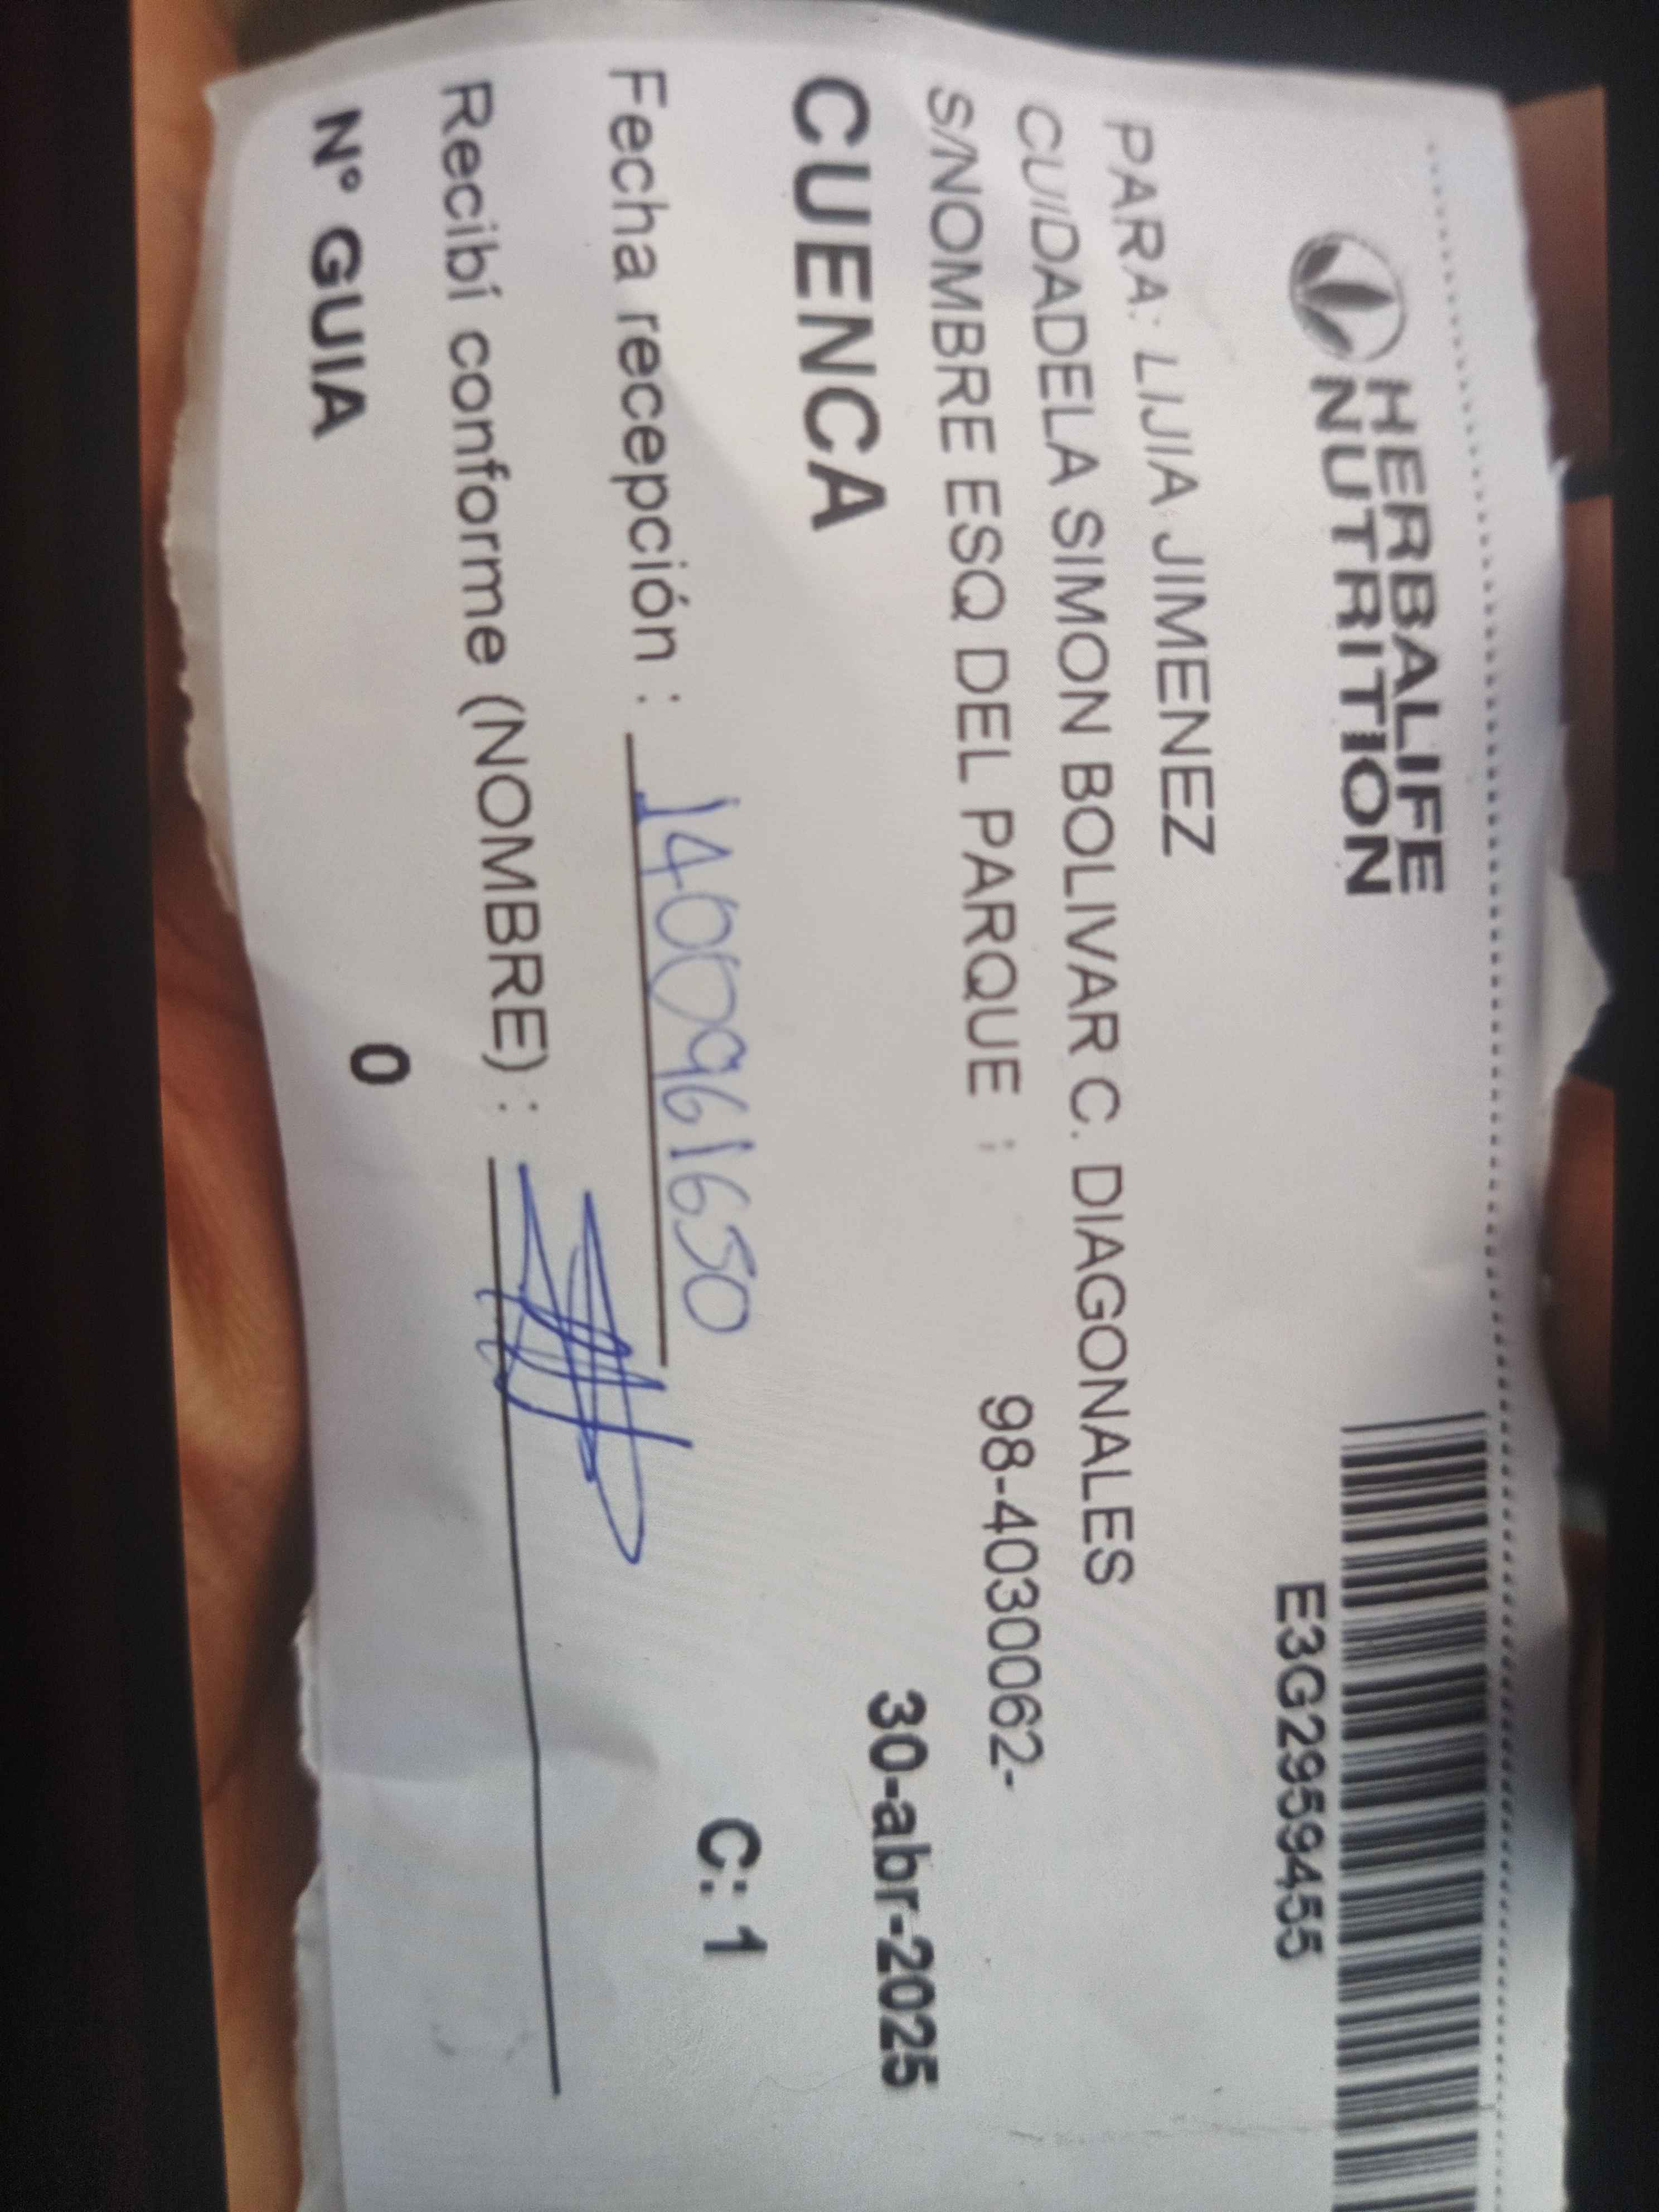 HERBALIFE
NUTRITION
E3G2959455
PARA: LIJIA JIMENEZ
CUIDADELA SIMON BOLIVAR C. DIAGONALES
S/NOMBRE ESQ DEL PARQUE : 98-4030062-
CUENCA 30-abr-2025
Fecha recepción : 1400961650 C: 1
Recibí conforme (NOMBRE) :
N° GUIA 0